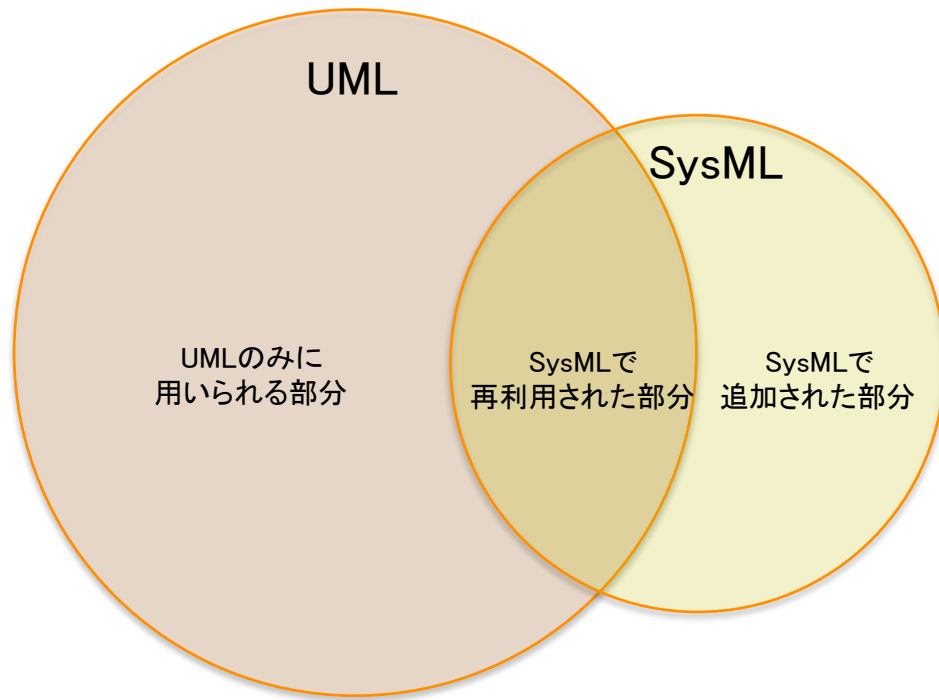 UML
SysML
UMLのみに
用いられる部分
SysMLで
再利用された部分
SysMLで
追加された部分